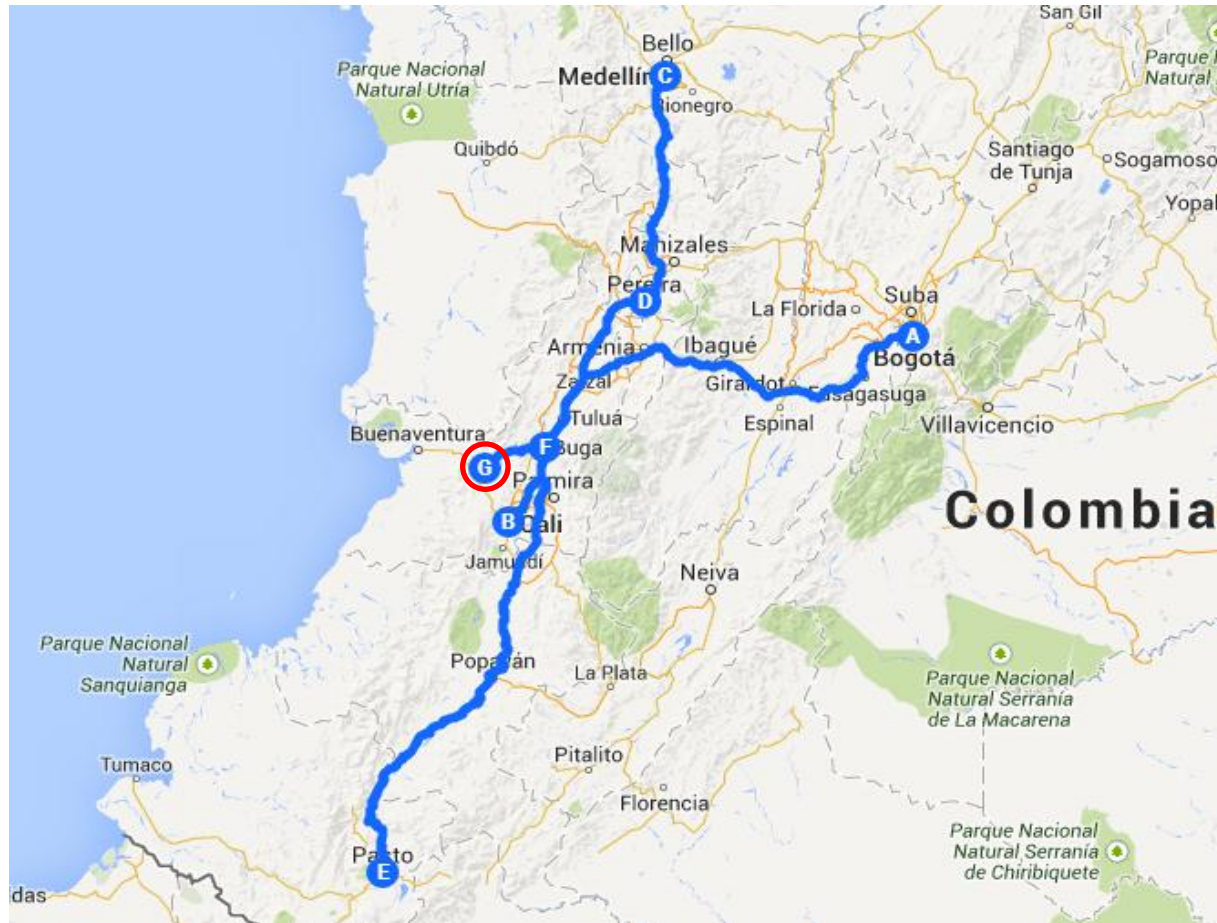 San Gil
Bello
Parque Nacional
Natural Utría
Medellín
C
Rionegro
Parque
Natural
Quibdó
Santiago
de Tunja
Sogamoso
Yopal
Manizales
Pereira
D
La Florida
Suba
A
Bogotá
Armenia
Ibagué
Zarzal
Girardot
Fusagasuga
Tuluá
Espinal
Villavicencio
Buenaventura
F
Buga
G
Palmira
B
Cali
Colombia
Jamundí
Neiva
Parque Nacional
Natural
Sanquianga
Popayán
La Plata
Parque Nacional
Natural Serranía
de La Macarena
Tumaco
Pitalito
Florencia
Pasto
E
Parque Nacional
Natural Serranía
de Chiribiquete
das